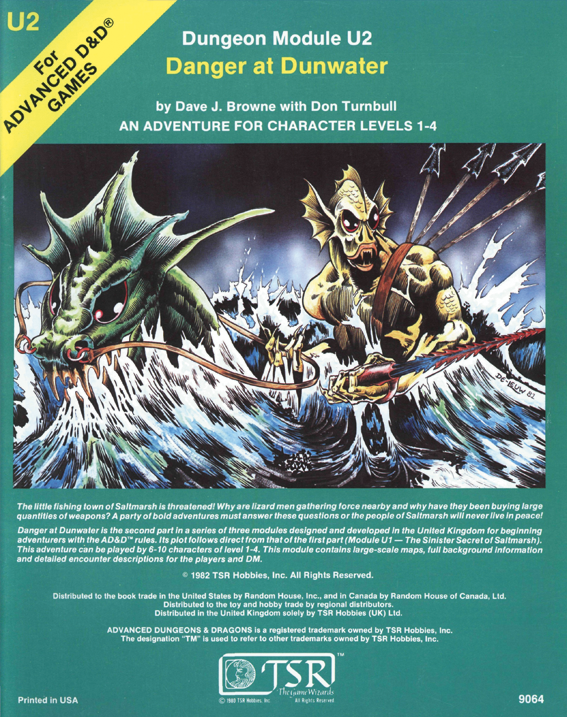 U2
For
ADVANCED D&D®
GAMES
Dungeon Module U2
Danger at Dunwater
by Dave J. Browne with Don Turnbull
AN ADVENTURE FOR CHARACTER LEVELS 1-4
The little fishing town of Saltmarsh is threatened! Why are lizard men gathering force nearby and why have they been buying large
quantities of weapons? A party of bold adventures must answer these questions or the people of Saltmarsh will never live in peace!
Danger at Dunwater is the second part in a series of three modules designed and developed in the United Kingdom for beginning
adventurers with the AD&D™ rules. Its plot follows direct from that of the first part (Module U1 — The Sinister Secret of Saltmarsh).
This adventure can be played by 6-10 characters of level 1-4. This module contains large-scale maps, full background information
and detailed encounter descriptions for the players and DM.
© 1982 TSR Hobbies, Inc. All Rights Reserved.
Distributed to the book trade in the United States by Random House, Inc., and in Canada by Random House of Canada, Ltd.
Distributed to the toy and hobby trade by regional distributors.
Distributed in the United Kingdom solely by TSR Hobbies (UK) Ltd.
ADVANCED DUNGEONS & DRAGONS is a registered trademark owned by TSR Hobbies, Inc.
The designation "TM" is used to refer to other trademarks owned by TSR Hobbies, Inc.
TSR™
The Game Wizards
TSR Hobbies, Inc. All Rights Reserved
Printed in USA
9064